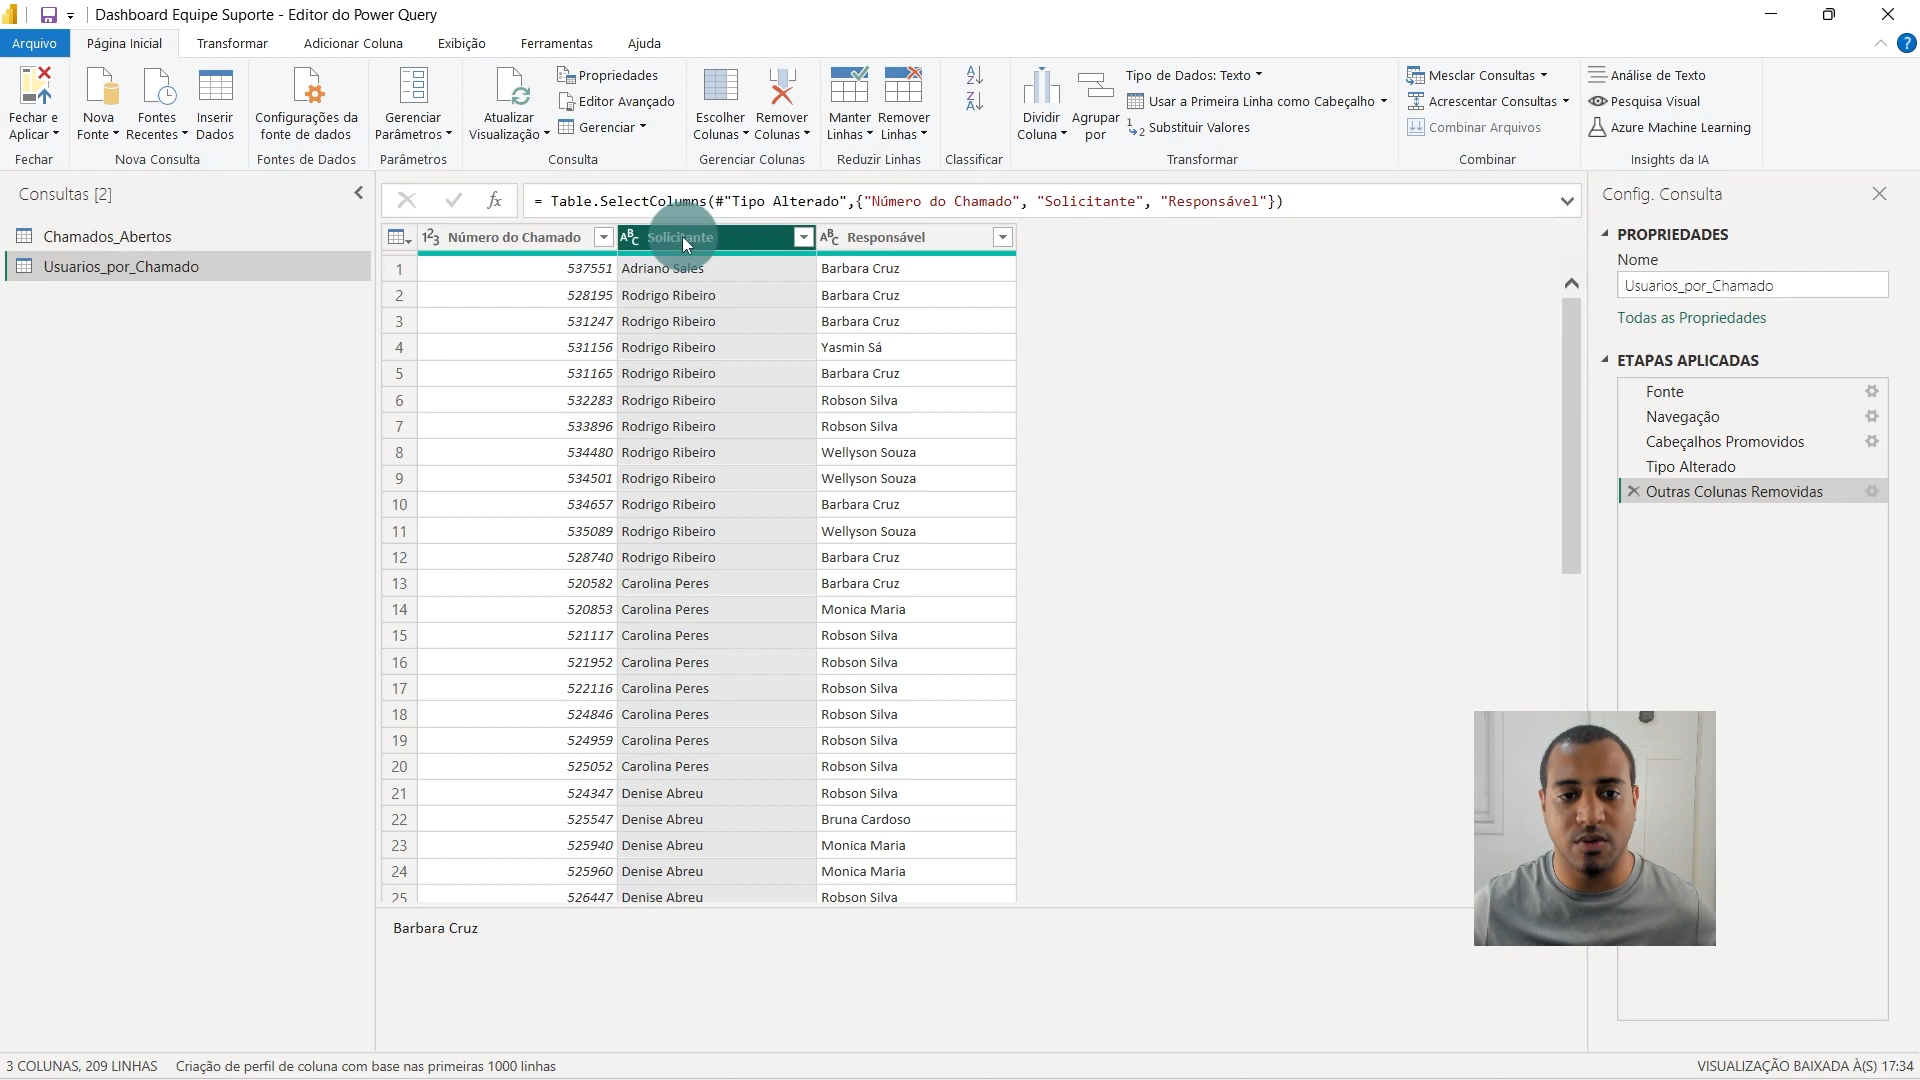 Dashboard Equipe Suporte - Editor do Power Query
Arquivo Página Inicial Transformar Adicionar Coluna Exibição Ferramentas Ajuda
Fechar e Aplicar
Fechar
Nova Fonte
Fontes Recentes
Inserir Dados
Nova Consulta
Configurações da fonte de dados
Fontes de Dados
Gerenciar Parâmetros
Parâmetros
Atualizar Visualização
Propriedades
Editor Avançado
Gerenciar
Consulta
Escolher Colunas
Remover Colunas
Gerenciar Colunas
Manter Linhas
Remover Linhas
Reduzir Linhas
Classificar
Dividir Coluna
Agrupar por
Tipo de Dados: Texto
Usar a Primeira Linha como Cabeçalho
Substituir Valores
Transformar
Mesclar Consultas
Acrescentar Consultas
Combinar Arquivos
Combinar
Análise de Texto
Pesquisa Visual
Azure Machine Learning
Insights da IA
Consultas [2]
Chamados_Abertos
Usuarios_por_Chamado
= Table.SelectColumns(#"Tipo Alterado",{"Número do Chamado", "Solicitante", "Responsável"})
Número do Chamado Solicitante Responsável
1 537551 Adriano Sales Barbara Cruz
2 528195 Rodrigo Ribeiro Barbara Cruz
3 531247 Rodrigo Ribeiro Barbara Cruz
4 531156 Rodrigo Ribeiro Yasmin Sá
5 531165 Rodrigo Ribeiro Barbara Cruz
6 532283 Rodrigo Ribeiro Robson Silva
7 533896 Rodrigo Ribeiro Robson Silva
8 534480 Rodrigo Ribeiro Wellyson Souza
9 534501 Rodrigo Ribeiro Wellyson Souza
10 534657 Rodrigo Ribeiro Barbara Cruz
11 535089 Rodrigo Ribeiro Wellyson Souza
12 528740 Rodrigo Ribeiro Barbara Cruz
13 520582 Carolina Peres Barbara Cruz
14 520853 Carolina Peres Monica Maria
15 521117 Carolina Peres Robson Silva
16 521952 Carolina Peres Robson Silva
17 522116 Carolina Peres Robson Silva
18 524846 Carolina Peres Robson Silva
19 524959 Carolina Peres Robson Silva
20 525052 Carolina Peres Robson Silva
21 524347 Denise Abreu Robson Silva
22 525547 Denise Abreu Bruna Cardoso
23 525940 Denise Abreu Monica Maria
24 525960 Denise Abreu Monica Maria
25 526447 Denise Abreu Robson Silva
Barbara Cruz
Config. Consulta
PROPRIEDADES
Nome
Usuarios_por_Chamado
Todas as Propriedades
ETAPAS APLICADAS
Fonte
Navegação
Cabeçalhos Promovidos
Tipo Alterado
Outras Colunas Removidas
3 COLUNAS, 209 LINHAS Criação de perfil de coluna com base nas primeiras 1000 linhas
VISUALIZAÇÃO BAIXADA À(S) 17:34